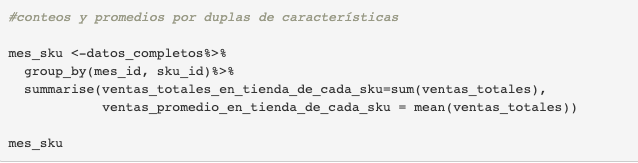 #conteos y promedios por duplas de características
mes_sku <-datos_completos%>%
  group_by(mes_id, sku_id)%>%
  summarise(ventas_totales_en_tienda_de_cada_sku=sum(ventas_totales),
            ventas_promedio_en_tienda_de_cada_sku = mean(ventas_totales))
mes_sku